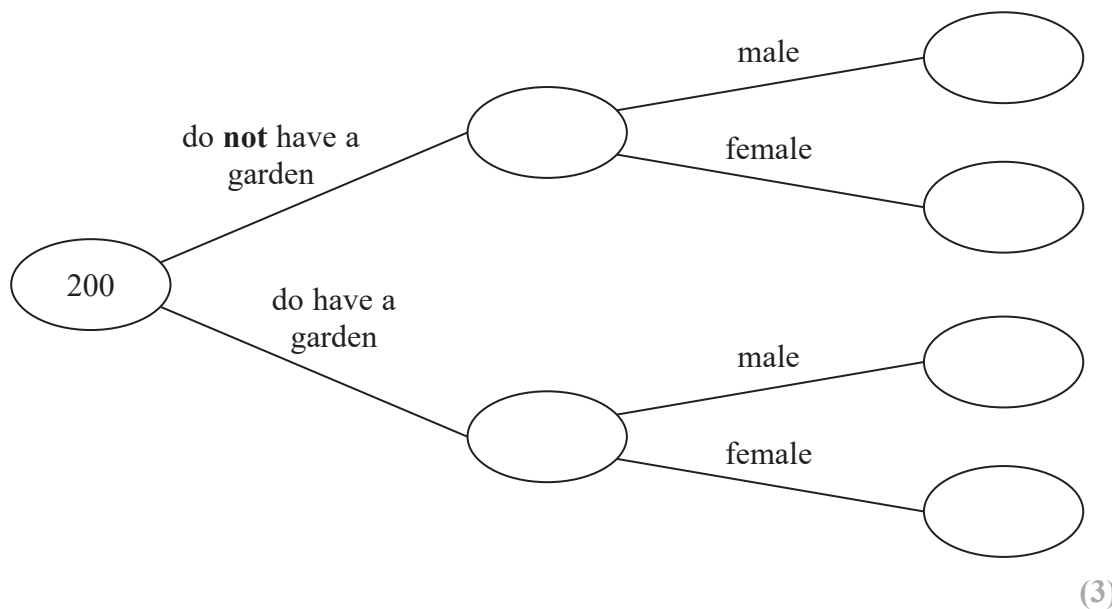 male
do not have a
garden
female
200
do have a
garden
male
female
(3)